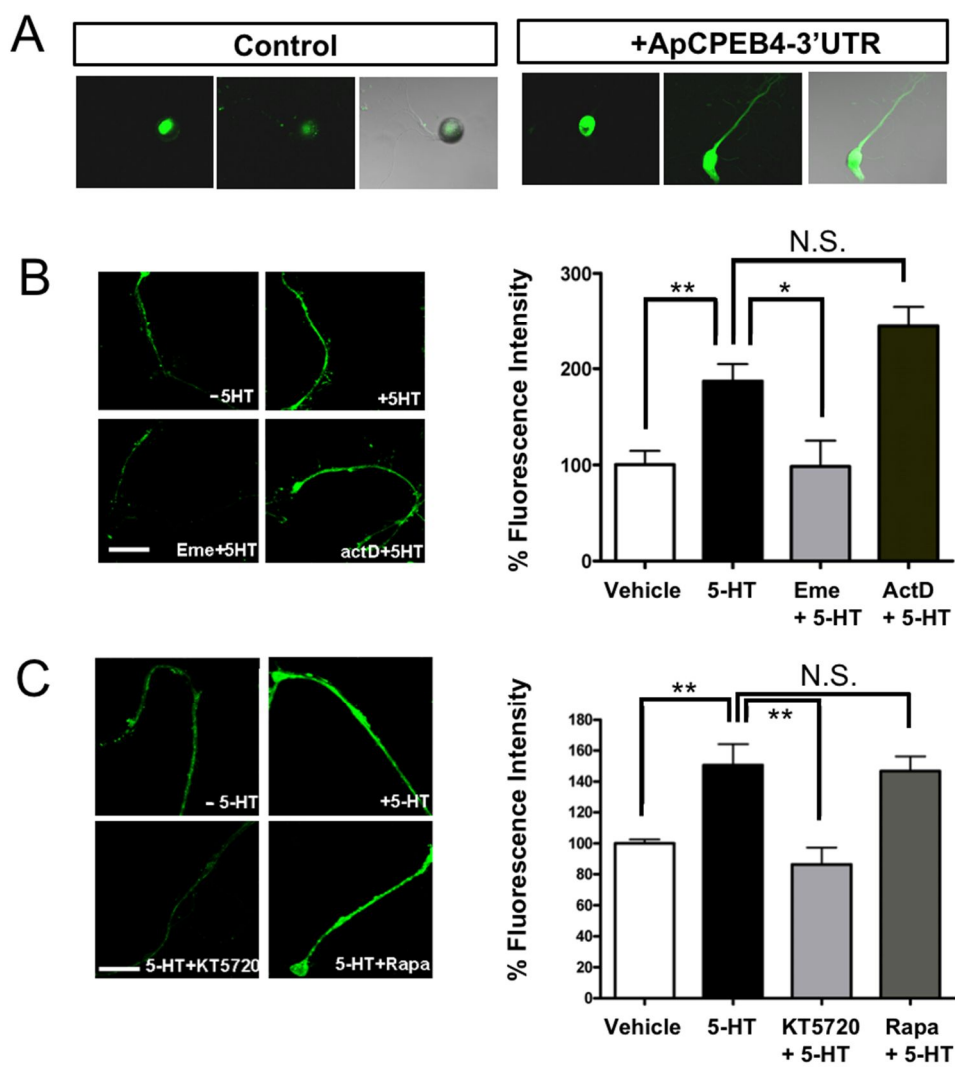 A
Control
+ApCPEB4-3'UTR
B
–5HT
+5HT
Eme+5HT
actD+5HT
% Fluorescence Intensity
300
200
100
0
**
*
N.S.
Vehicle
5-HT
Eme
+ 5-HT
ActD
+ 5-HT
C
– 5-HT
+5-HT
5-HT+KT5720
5-HT+Rapa
% Fluorescence Intensity
180
160
140
120
100
80
60
40
20
0
**
**
N.S.
Vehicle
5-HT
KT5720
+ 5-HT
Rapa
+ 5-HT